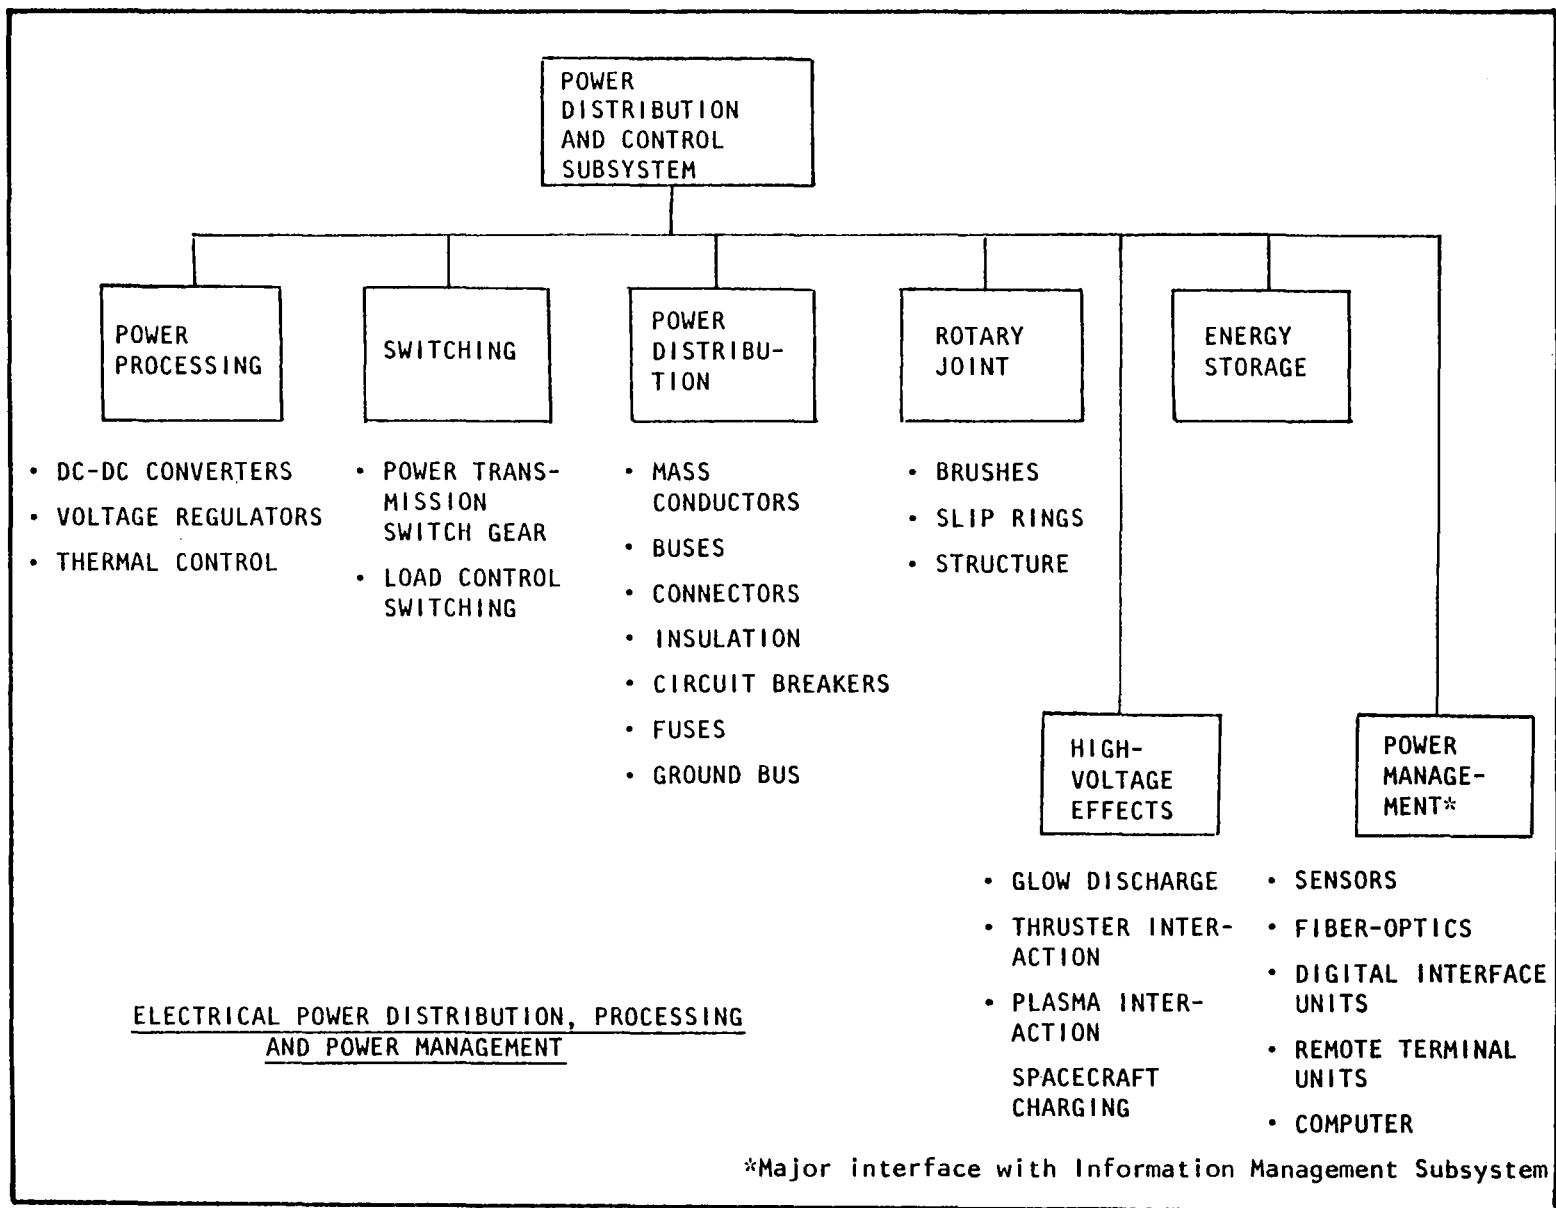 POWER
DISTRIBUTION
AND CONTROL
SUBSYSTEM
POWER
PROCESSING
• DC-DC CONVERTERS
• VOLTAGE REGULATORS
• THERMAL CONTROL
SWITCHING
• POWER TRANS-
MISSION
SWITCH GEAR
• LOAD CONTROL
SWITCHING
POWER
DISTRIBU-
TION
• MASS
CONDUCTORS
• BUSES
• CONNECTORS
• INSULATION
• CIRCUIT BREAKERS
• FUSES
• GROUND BUS
ROTARY
JOINT
• BRUSHES
• SLIP RINGS
• STRUCTURE
ENERGY
STORAGE
HIGH-
VOLTAGE
EFFECTS
• GLOW DISCHARGE
• THRUSTER INTER-
ACTION
• PLASMA INTER-
ACTION
SPACECRAFT
CHARGING
POWER
MANAGE-
MENT*
• SENSORS
• FIBER-OPTICS
• DIGITAL INTERFACE
UNITS
• REMOTE TERMINAL
UNITS
• COMPUTER
ELECTRICAL POWER DISTRIBUTION, PROCESSING
AND POWER MANAGEMENT
*Major interface with Information Management Subsystem